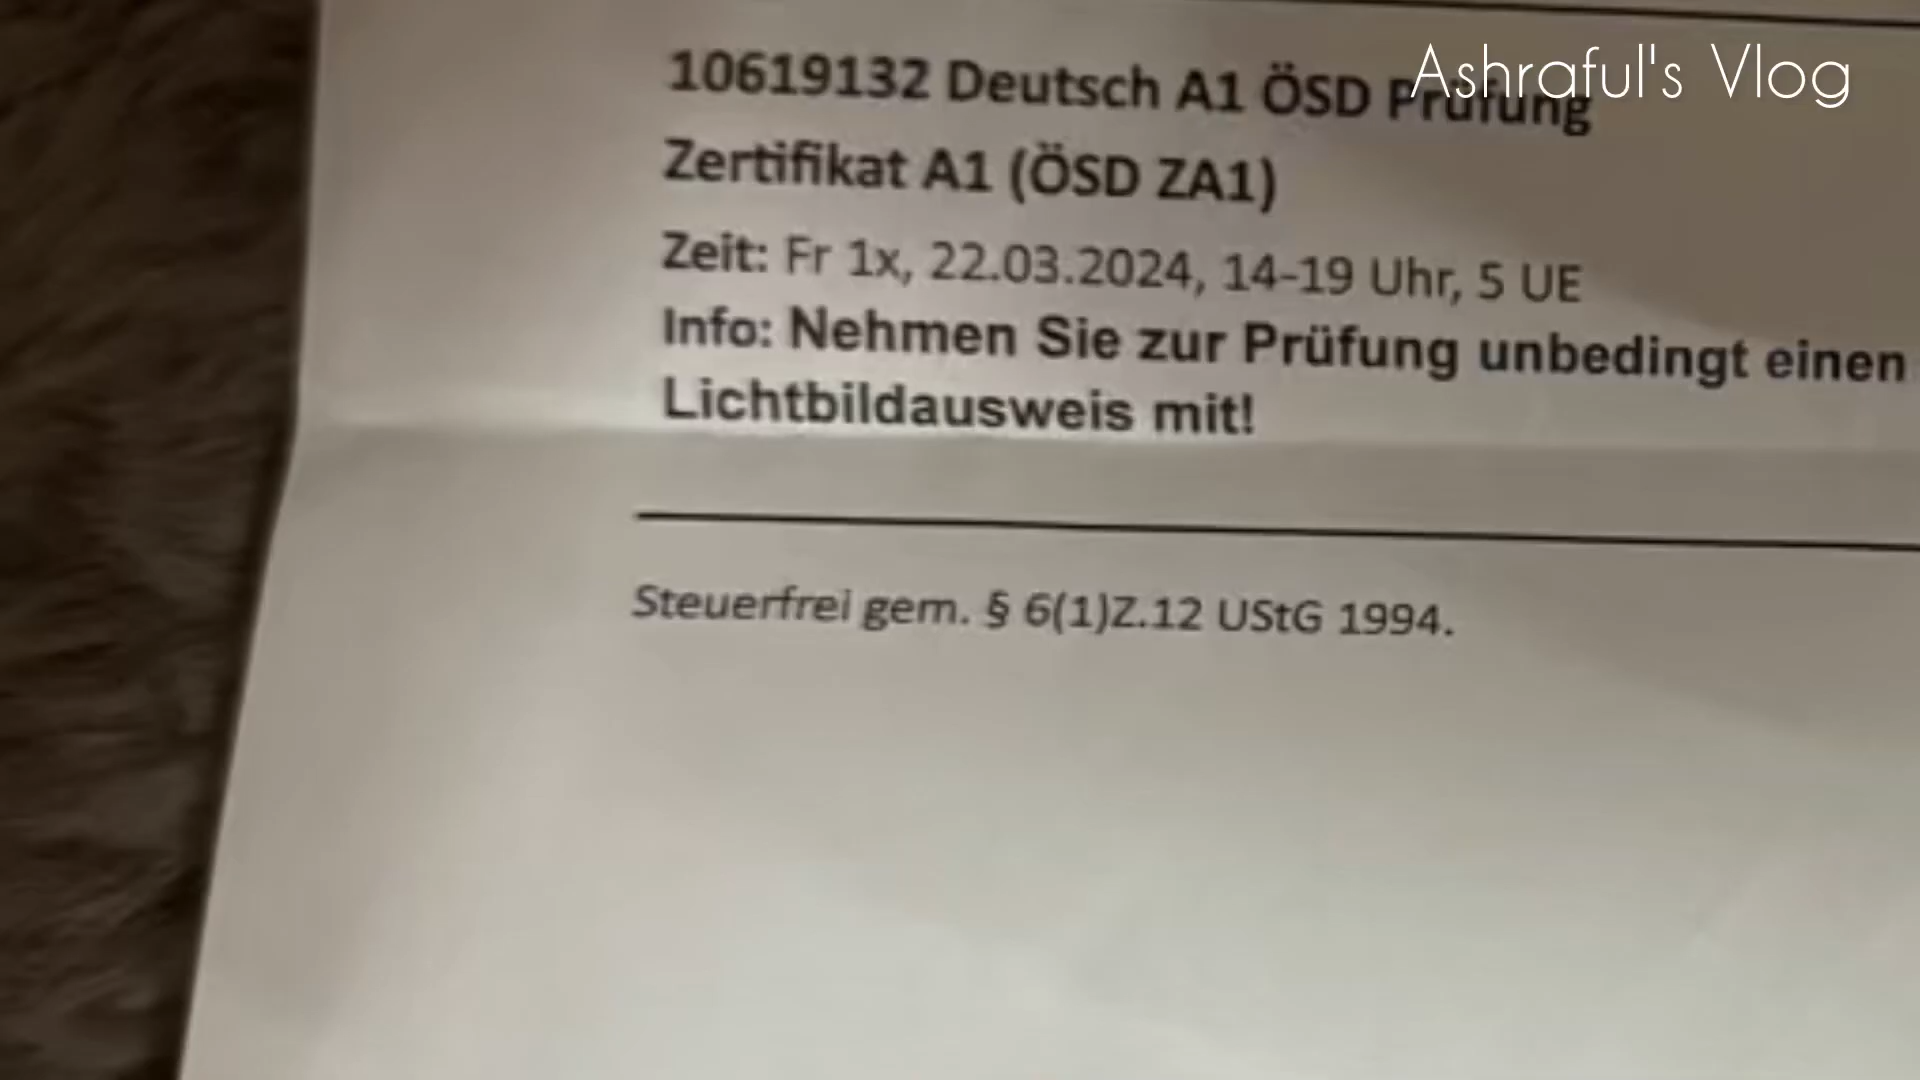 Ashraful's Vlog
10619132 Deutsch A1 ÖSD Prüfung
Zertifikat A1 (ÖSD ZA1)
Zeit: Fr 1x, 22.03.2024, 14-19 Uhr, 5 UE
Info: Nehmen Sie zur Prüfung unbedingt einen
Lichtbildausweis mit!
Steuerfrei gem. § 6(1)Z.12 UStG 1994.